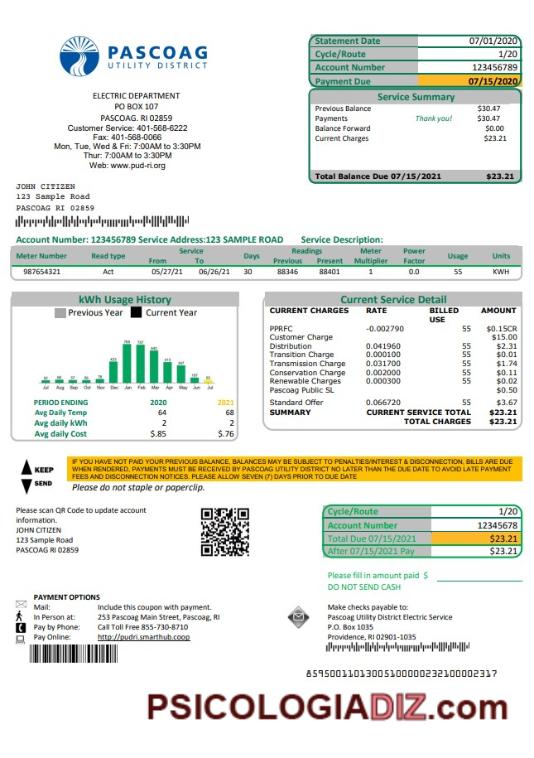 PASCOAG
UTILITY DISTRICT
ELECTRIC DEPARTMENT
PO BOX 107
PASCOAG. RI 02859
Customer Service: 401-568-6222
Fax: 401-568-0066
Mon, Tue, Wed & Fri: 7:00AM to 3:30PM
Thur: 7:00AM to 3:30PM
Web: www.pud-ri.org
Statement Date 07/01/2020
Cycle/Route 1/20
Account Number 123456789
Payment Due 07/15/2020
Service Summary
Previous Balance $30.47
Payments Thank you! $30.47
Balance Forward $0.00
Current Charges $23.21
Total Balance Due 07/15/2021 $23.21
JOHN CITIZEN
123 Sample Road
PASCOAG RI 02859
Account Number: 123456789 Service Address:123 SAMPLE ROAD Service Description:
Meter Number Read type Service From To Days Readings Previous Present Meter Multiplier Power Factor Usage Units
987654321 Act 05/27/21 06/26/21 30 88346 88401 1 0.0 55 KWH
kWh Usage History
Previous Year Current Year
Jul Aug Sep Oct Nov Dec Jan Feb Mar Apr May Jun Jul
PERIOD ENDING 2020 2021
Avg Daily Temp 64 68
Avg daily kWh 2 2
Avg daily Cost $.85 $.76
Current Service Detail
CURRENT CHARGES RATE BILLED USE AMOUNT
PPRFC -0.002790 55 $0.15CR
Customer Charge $15.00
Distribution 0.041960 55 $2.31
Transition Charge 0.000100 55 $0.01
Transmission Charge 0.031700 55 $1.74
Conservation Charge 0.002000 55 $0.11
Renewable Charges 0.000300 55 $0.02
Pascoag Public SL $0.50
Standard Offer 0.066720 55 $3.67
SUMMARY CURRENT SERVICE TOTAL $23.21
TOTAL CHARGES $23.21
KEEP
SEND
IF YOU HAVE NOT PAID YOUR PREVIOUS BALANCE, BALANCES MAY BE SUBJECT TO PENALTIES/INTEREST & DISCONNECTION, BILLS ARE DUE
WHEN RENDERED, PAYMENTS MUST BE RECEIVED BY PASCOAG UTILITY DISTRICT NO LATER THAN THE DUE DATE TO AVOID LATE PAYMENT
FEES AND DISCONNECTION NOTICES. PLEASE ALLOW SEVEN (7) DAYS PRIOR TO DUE DATE
Please do not staple or paperclip.
Please scan QR Code to update account
information.
JOHN CITIZEN
123 Sample Road
PASCOAG RI 02859
Cycle/Route 1/20
Account Number 12345678
Total Due 07/15/2021 $23.21
After 07/15/2021 Pay $23.21
Please fill in amount paid $
DO NOT SEND CASH
PAYMENT OPTIONS
Mail: Include this coupon with payment.
In Person at: 253 Pascoag Main Street, Pascoag, RI
Pay by Phone: Call Toll Free 855-730-8710
Pay Online: http://pudri.smarthub.coop
Make checks payable to:
Pascoag Utility District Electric Service
P.O. Box 1035
Providence, RI 02901-1035
PSICOLOGIADIZ.com